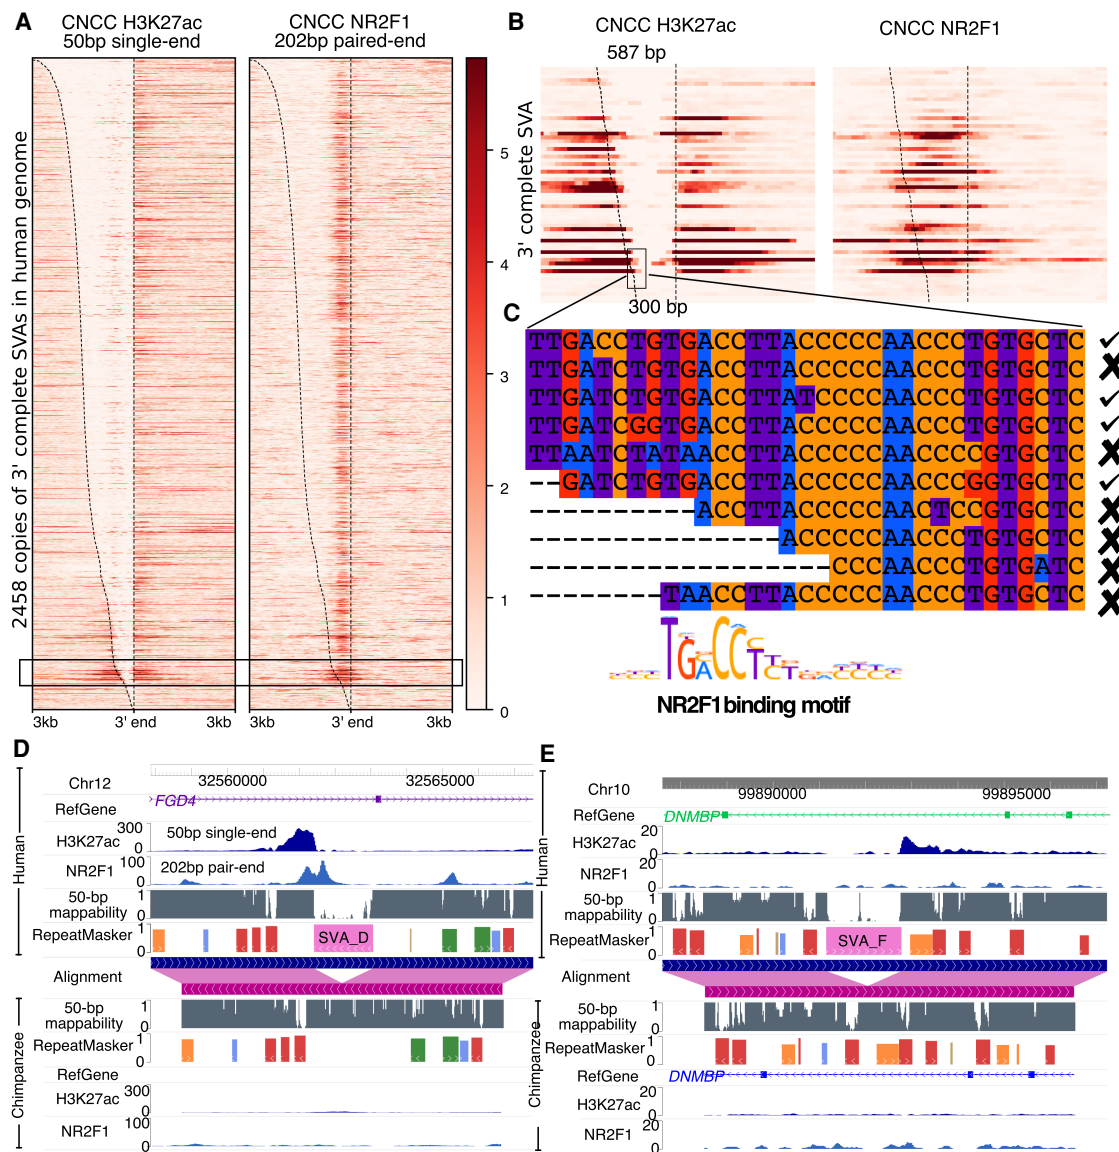 A
CNCC H3K27ac
50bp single-end
CNCC NR2F1
202bp paired-end
2458 copies of 3' complete SVAs in human genome
5
4
3
2
1
0
3kb
3' end
3kb
3kb
3' end
3kb
B
CNCC H3K27ac
CNCC NR2F1
587 bp
3' complete SVA
300 bp
C
TTGACCTGTGACCTTACCCCCAACCCTGTGCTC ✓
TTGATCTGTGACCTTACCCCCAACCCTGTGCTC ✗
TTGATCTGTGACCTTATCCCCAACCCTGTGCTC ✓
TTGATCGGTGACCTTACCCCCAACCCTGTGCTC ✓
TTAATCTATAACCTTACCCCCAACCCCGTGCTC ✗
--GATCTGTGACCTTACCCCCAACCCGGTGCTC ✓
----------ACCTTACCCCCAACTCCGTGCTC ✗
---------------ACCCCCAACCCTGTGCTC ✗
------------------CCCAACCCTGTGATC ✗
--------TAACCTTACCCCCAACCCTGTGCTC ✗
NR2F1 binding motif
D
Human
Chr12
32560000
32565000
RefGene
FGD4
H3K27ac
300
0
50bp single-end
NR2F1
100
0
202bp pair-end
50-bp
mappability
1
0
RepeatMasker
1
0
SVA_D
Alignment
Chimpanzee
50-bp
mappability
1
0
RepeatMasker
1
0
RefGene
H3K27ac
300
0
NR2F1
100
0
E
Human
Chr10
99890000
99895000
RefGene
DNMBP
H3K27ac
20
0
NR2F1
20
0
50-bp
mappability
1
0
RepeatMasker
1
0
SVA_F
Alignment
Chimpanzee
50-bp
mappability
1
0
RepeatMasker
1
0
RefGene
DNMBP
H3K27ac
20
0
NR2F1
20
0